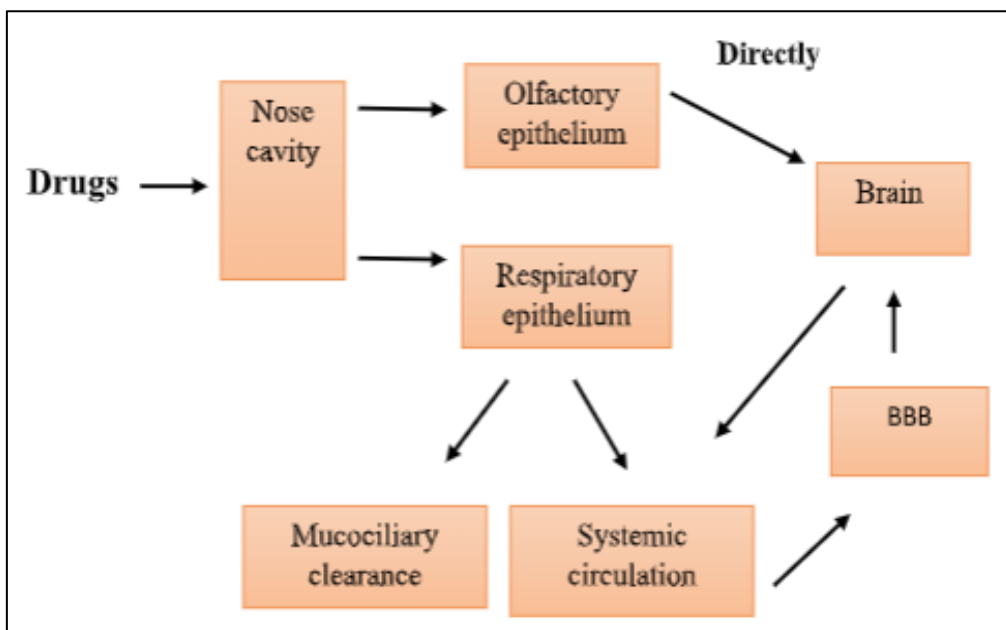 Directly
Olfactory
epithelium
Nose
cavity
Drugs
Brain
Respiratory
epithelium
BBB
Mucociliary
clearance
Systemic
circulation